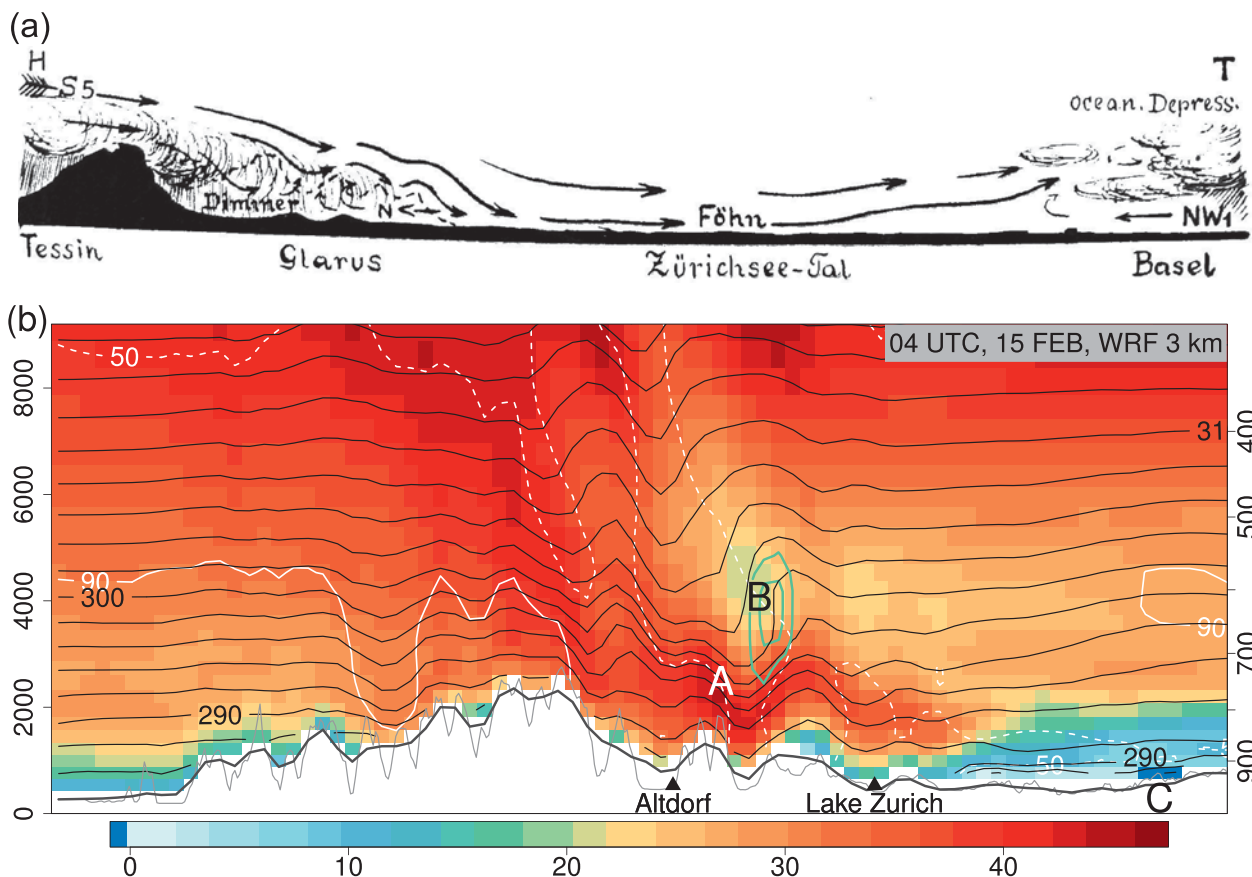 (a)
H
T
S5
ocean. Depress.
Dimmer
N
Föhn
NW1
Tessin
Glarus
Zürichsee-Tal
Basel
(b)
50
04 UTC, 15 FEB, WRF 3 km
8000
400
31
6000
500
90
300
4000
B
90
700
A
2000
290
290
50
900
C
0
Altdorf
Lake Zurich
0
10
20
30
40